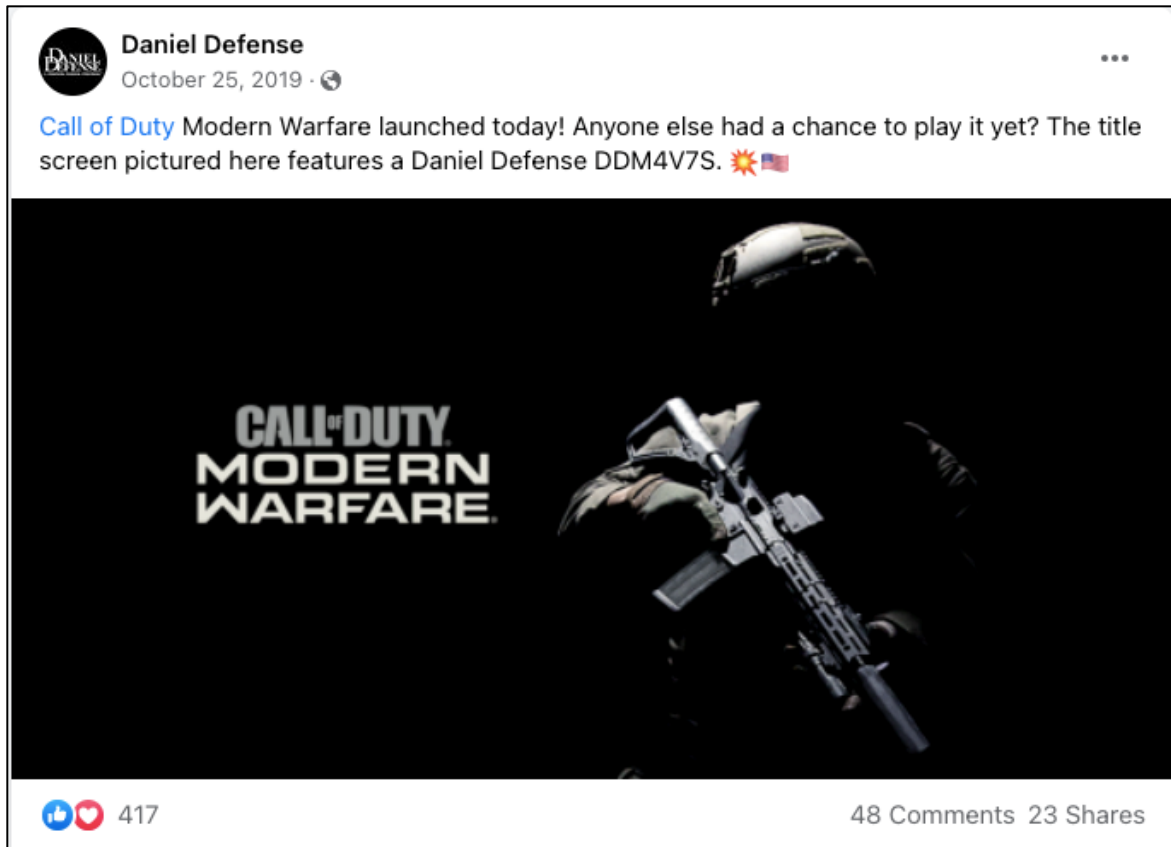 DANIEL
DEFENSE
Daniel Defense
October 25, 2019 ·
Call of Duty Modern Warfare launched today! Anyone else had a chance to play it yet? The title
screen pictured here features a Daniel Defense DDM4V7S. 💥🇺🇸
CALL OF DUTY
MODERN
WARFARE
417
48 Comments 23 Shares